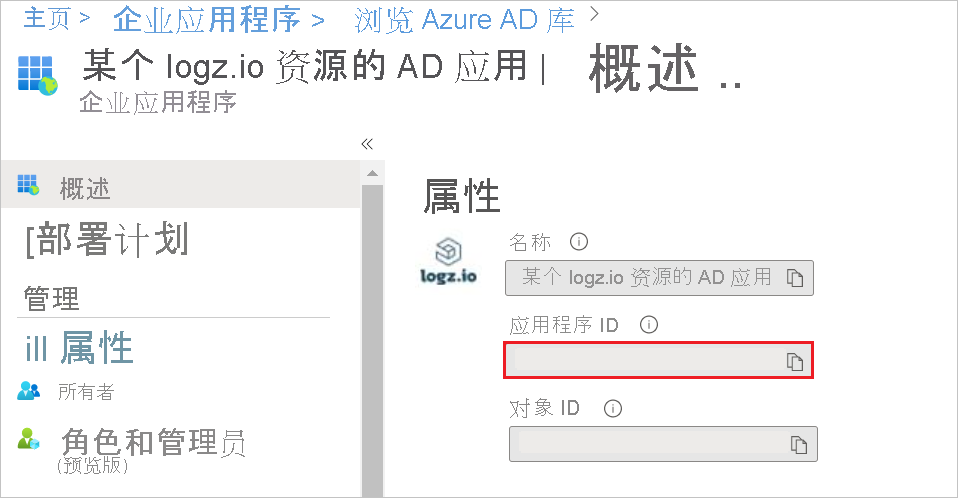 主页 > 企业应用程序 > 浏览 Azure AD 库 >
某个 logz.io 资源的 AD 应用 | 概述 ..
企业应用程序
«
概述
[部署计划
管理
ill 属性
所有者
角色和管理员
(预览版)
属性
logz.io
名称
某个 logz.io 资源的 AD 应用
应用程序 ID
对象 ID